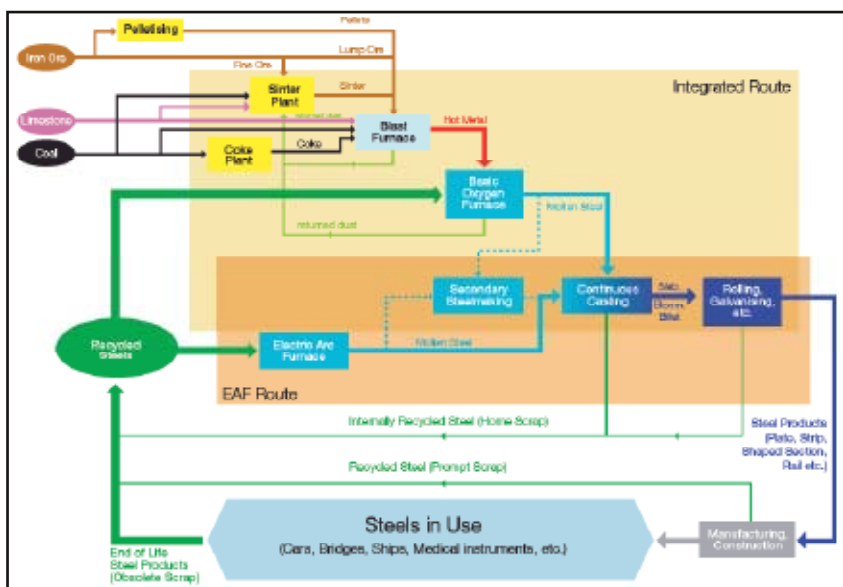 Pellets
Pelletising
Iron Ore
Lump Ore
Fine Ore
Sinter
Plant
Sinter
Integrated Route
Limestone
returned dust
Blast
Furnace
Hot Metal
Coal
Coke
Plant
Coke
Basic
Oxygen
Furnace
Molten Steel
returned dust
Secondary
Steelmaking
Continuous
Casting
Slab,
Bloom,
Billet
Rolling,
Galvanising,
etc.
Recycled
Steels
Electric Arc
Furnace
Molten Steel
EAF Route
Internally Recycled Steel (Home Scrap)
Steel Products
(Plate, Strip,
Shaped Section,
Rail etc.)
Recycled Steel (Prompt Scrap)
Steels in Use
(Cars, Bridges, Ships, Medical instruments, etc.)
Manufacturing,
Construction
End of Life
Steel Products
(Obsolete Scrap)